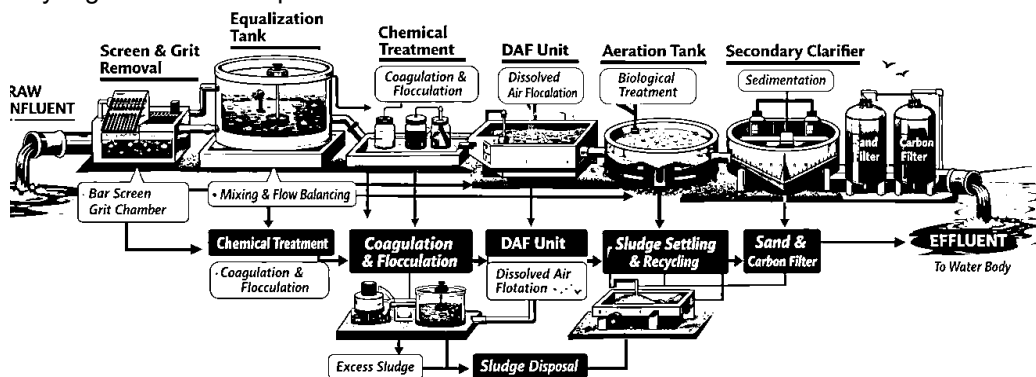 Equalization
Tank
Screen & Grit
Removal
Chemical
Treatment
DAF Unit
Aeration Tank
Secondary Clarifier
Coagulation &
Flocculation
Dissolved
Air Flocalation
Biological
Treatment
Sedimentation
RAW
NFLUENT
Sand
Filter
Carbon
Filter
· Bar Screen
Grit Chamber
• Mixing & Flow Balancing
Chemical Treatment
· Coagulation &
Flocculation
Coagulation
& Flocculation
DAF Unit
Dissolved Air
Flotation
Sludge Settling
& Recycling
Sand &
Carbon Filter
EFFLUENT
To Water Body
Excess Sludge
Sludge Disposal